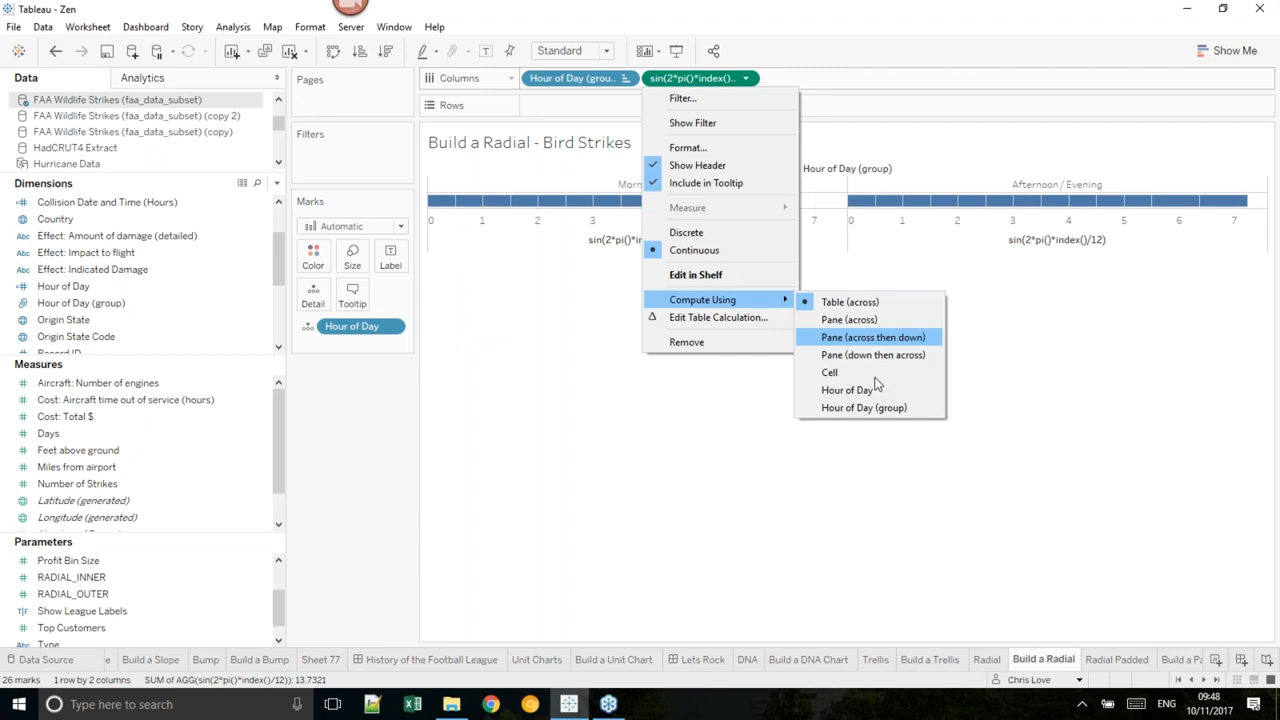 Tableau - Zen
File Data Worksheet Dashboard Story Analysis Map Format Server Window Help
Standard
Show Me
Data Analytics
FAA Wildlife Strikes (faa_data_subset)
FAA Wildlife Strikes (faa_data_subset) (copy 2)
FAA Wildlife Strikes (faa_data_subset) (copy)
HadCRUT4 Extract
Hurricane Data
Dimensions
Collision Date and Time (Hours)
Country
Effect: Amount of damage (detailed)
Effect: Impact to flight
Effect: Indicated Damage
Hour of Day
Hour of Day (group)
Origin State
Origin State Code
Record ID
Measures
Aircraft: Number of engines
Cost: Aircraft time out of service (hours)
Cost: Total $
Days
Feet above ground
Miles from airport
Number of Strikes
Latitude (generated)
Longitude (generated)
Parameters
Profit Bin Size
RADIAL_INNER
RADIAL_OUTER
Show League Labels
Top Customers
Type
Pages
Filters
Marks
Automatic
Color Size Label
Detail Tooltip
Hour of Day
Columns Hour of Day (grou.. sin(2*pi()*index()..
Rows
Build a Radial - Bird Strikes
Hour of Day (group)
Morn
Afternoon / Evening
0 1 2 3 7 0 1 2 3 4 5 6 7
sin(2*pi()*in
sin(2*pi()*index()/12)
Filter...
Show Filter
Format...
Show Header
Include in Tooltip
Measure
Discrete
Continuous
Edit in Shelf
Compute Using
Edit Table Calculation...
Remove
Table (across)
Pane (across)
Pane (across then down)
Pane (down then across)
Cell
Hour of Day
Hour of Day (group)
Data Source e Build a Slope Bump Build a Bump Sheet 77 History of the Football League Unit Charts Build a Unit Chart Lets Rock DNA Build a DNA Chart Trellis Build a Trellis Radial Build a Radial Radial Padded Build a Pa
26 marks 1 row by 2 columns SUM OF AGG(sin(2*pi()*index()/12)): 13.7321
Chris Love
Type here to search
ENG
09:48
10/11/2017